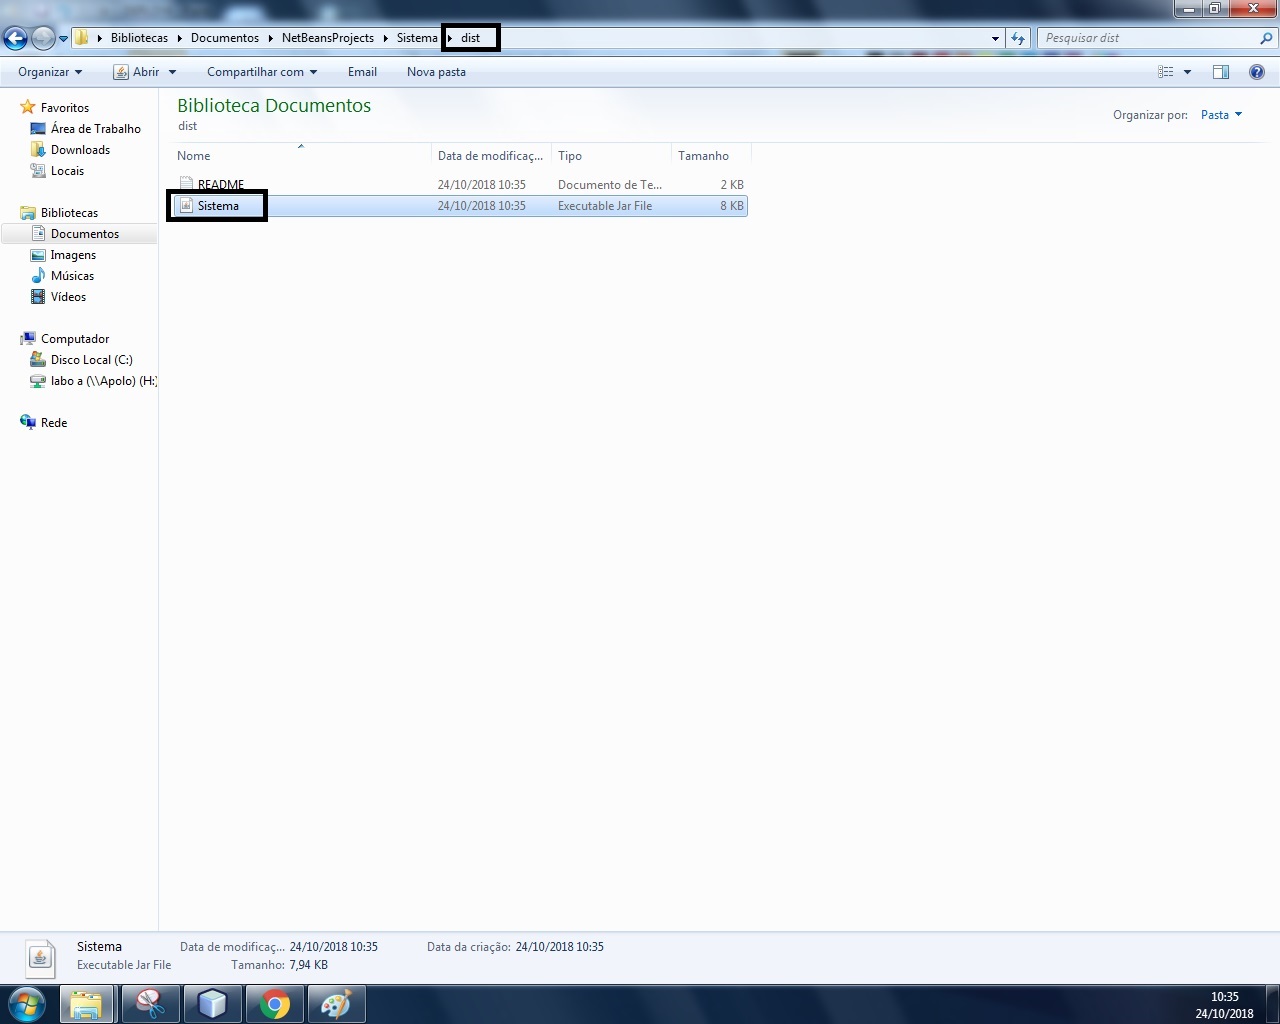 Bibliotecas Documentos NetBeansProjects Sistema dist
Pesquisar dist
Organizar Abrir Compartilhar com Email Nova pasta
Favoritos
Área de Trabalho
Downloads
Locais
Bibliotecas
Documentos
Imagens
Músicas
Vídeos
Computador
Disco Local (C:)
labo a (\\Apolo) (H:)
Rede
Biblioteca Documentos
dist
Organizar por: Pasta
Nome Data de modificaç... Tipo Tamanho
README 24/10/2018 10:35 Documento de Te... 2 KB
Sistema 24/10/2018 10:35 Executable Jar File 8 KB
Sistema Data de modificaç... 24/10/2018 10:35 Data da criação: 24/10/2018 10:35
Executable Jar File Tamanho: 7,94 KB
10:35
24/10/2018